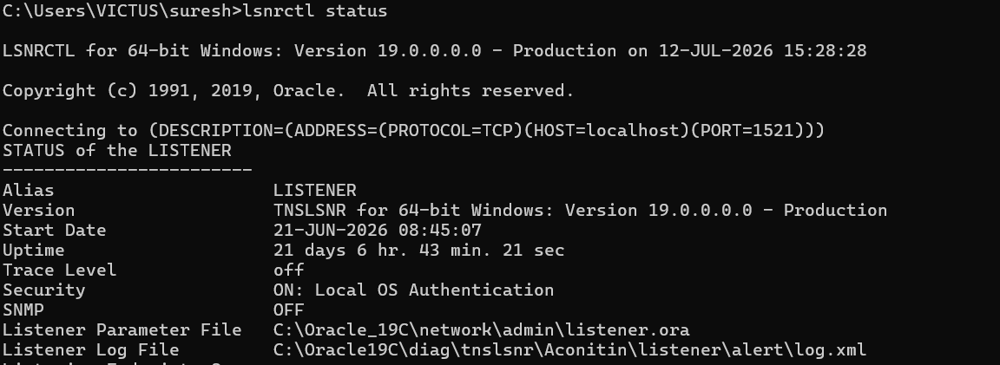 C:\Users\VICTUS\suresh>lsnrctl status
LSNRCTL for 64-bit Windows: Version 19.0.0.0.0 - Production on 12-JUL-2026 15:28:28
Copyright (c) 1991, 2019, Oracle.  All rights reserved.
Connecting to (DESCRIPTION=(ADDRESS=(PROTOCOL=TCP)(HOST=localhost)(PORT=1521)))
STATUS of the LISTENER
------------------------
Alias                     LISTENER
Version                   TNSLSNR for 64-bit Windows: Version 19.0.0.0.0 - Production
Start Date                21-JUN-2026 08:45:07
Uptime                    21 days 6 hr. 43 min. 21 sec
Trace Level               off
Security                  ON: Local OS Authentication
SNMP                      OFF
Listener Parameter File   C:\Oracle_19C\network\admin\listener.ora
Listener Log File         C:\Oracle19C\diag\tnslsnr\Aconitin\listener\alert\log.xml